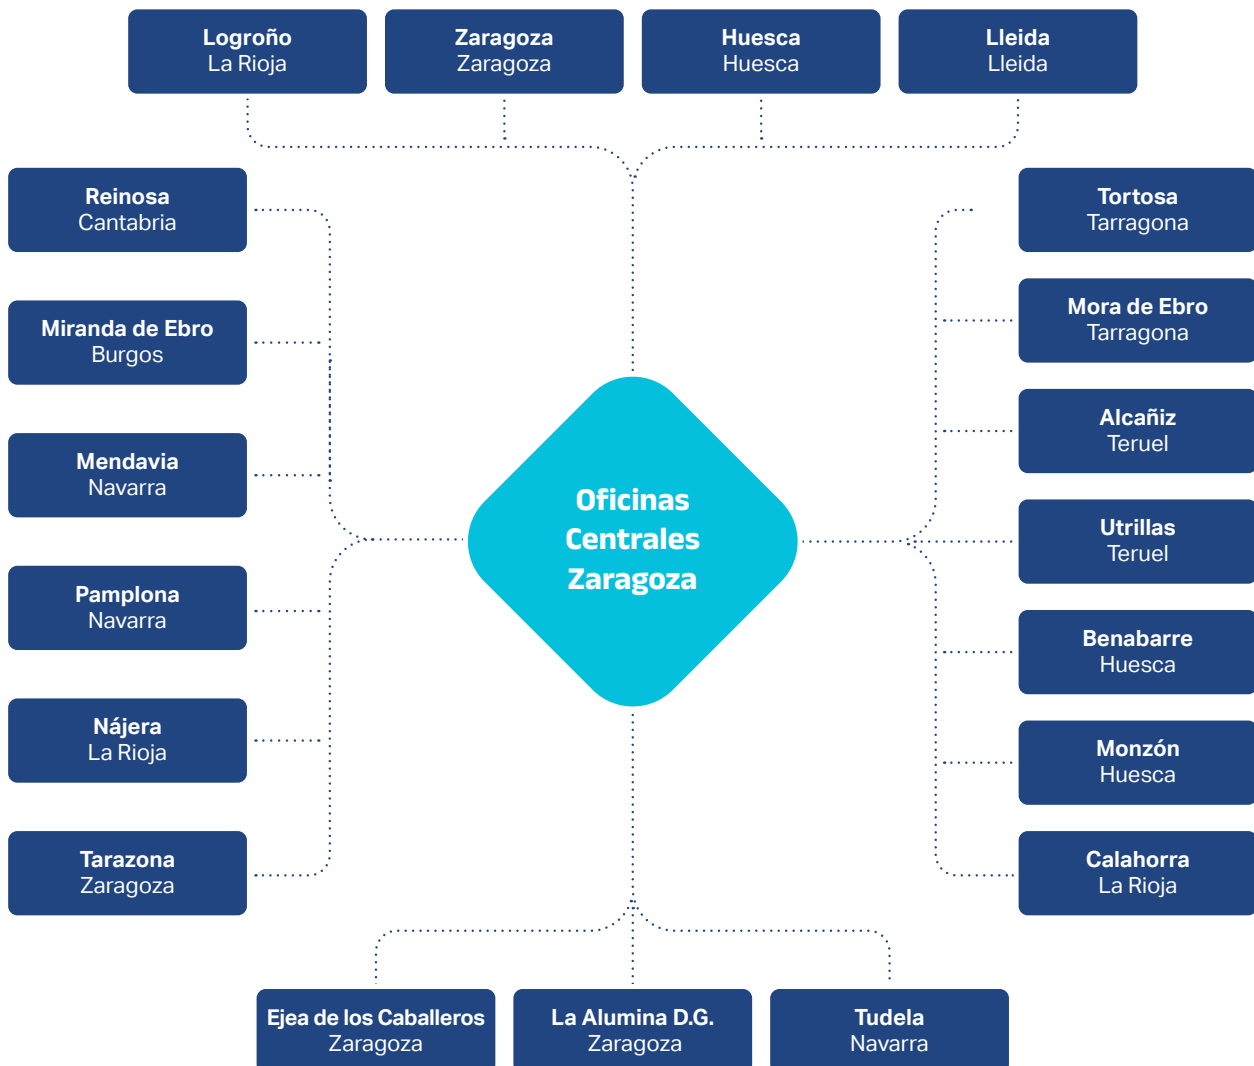 Logroño
La Rioja
Zaragoza
Zaragoza
Huesca
Huesca
Lleida
Lleida
Reinosa
Cantabria
Miranda de Ebro
Burgos
Mendavia
Navarra
Pamplona
Navarra
Nájera
La Rioja
Tarazona
Zaragoza
Oficinas
Centrales
Zaragoza
Tortosa
Tarragona
Mora de Ebro
Tarragona
Alcañiz
Teruel
Utrillas
Teruel
Benabarre
Huesca
Monzón
Huesca
Calahorra
La Rioja
Ejea de los Caballeros
Zaragoza
La Alumina D.G.
Zaragoza
Tudela
Navarra